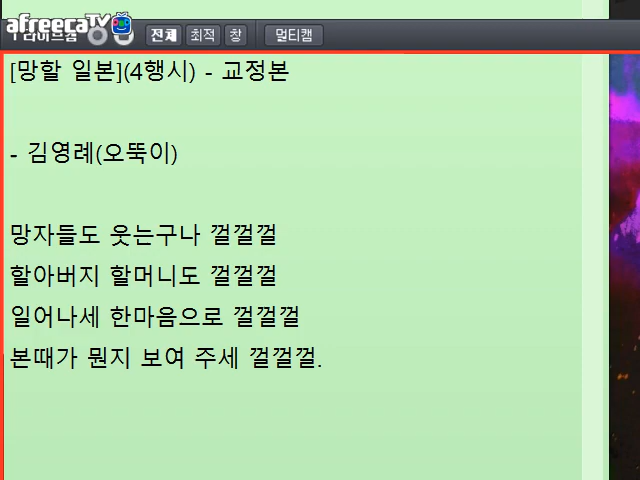 afreecaTV
전체 최적 창 멀티캠
[망할 일본](4행시) - 교정본
- 김영례(오뚝이)
망자들도 웃는구나 껄껄껄
할아버지 할머니도 껄껄껄
일어나세 한마음으로 껄껄껄
본때가 뭔지 보여 주세 껄껄껄.